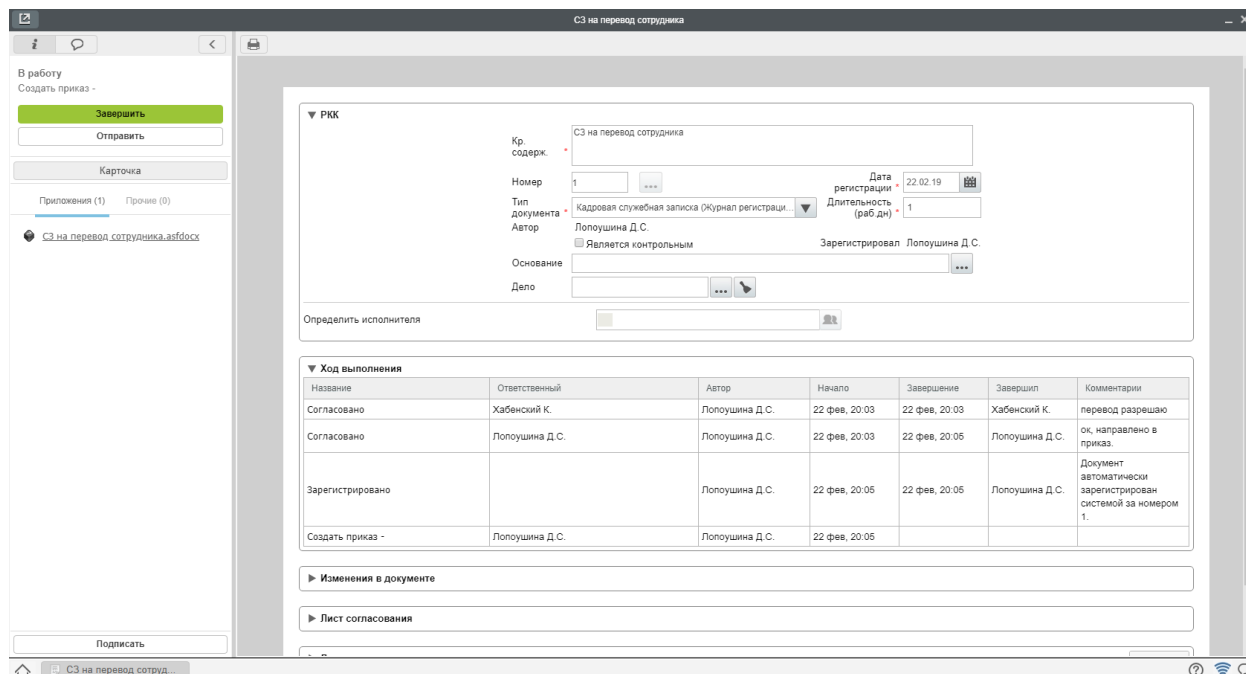 СЗ на перевод сотрудника
i
В работу
Создать приказ -
Завершить
Отправить
Карточка
Приложения (1) Прочие (0)
СЗ на перевод сотрудника.asfdocx
Подписать
РКК
Кр.
содерж. *
СЗ на перевод сотрудника
Номер 1 ...
Дата
регистрации * 22.02.19
Тип
документа * Кадровая служебная записка (Журнал регистраци...
Длительность
(раб.дн) * 1
Автор Лопоушина Д.С.
Является контрольным Зарегистрировал Лопоушина Д.С.
Основание ...
Дело ...
Определить исполнителя
Ход выполнения
Название Ответственный Автор Начало Завершение Завершил Комментарии
Согласовано Хабенский К. Лопоушина Д.С. 22 фев, 20:03 22 фев, 20:03 Хабенский К. перевод разрешаю
Согласовано Лопоушина Д.С. Лопоушина Д.С. 22 фев, 20:03 22 фев, 20:05 Лопоушина Д.С. ок, направлено в
приказ.
Зарегистрировано Лопоушина Д.С. 22 фев, 20:05 22 фев, 20:05 Лопоушина Д.С. Документ
автоматически
зарегистрирован
системой за номером
1.
Создать приказ - Лопоушина Д.С. Лопоушина Д.С. 22 фев, 20:05
Изменения в документе
Лист согласования
СЗ на перевод сотруд...